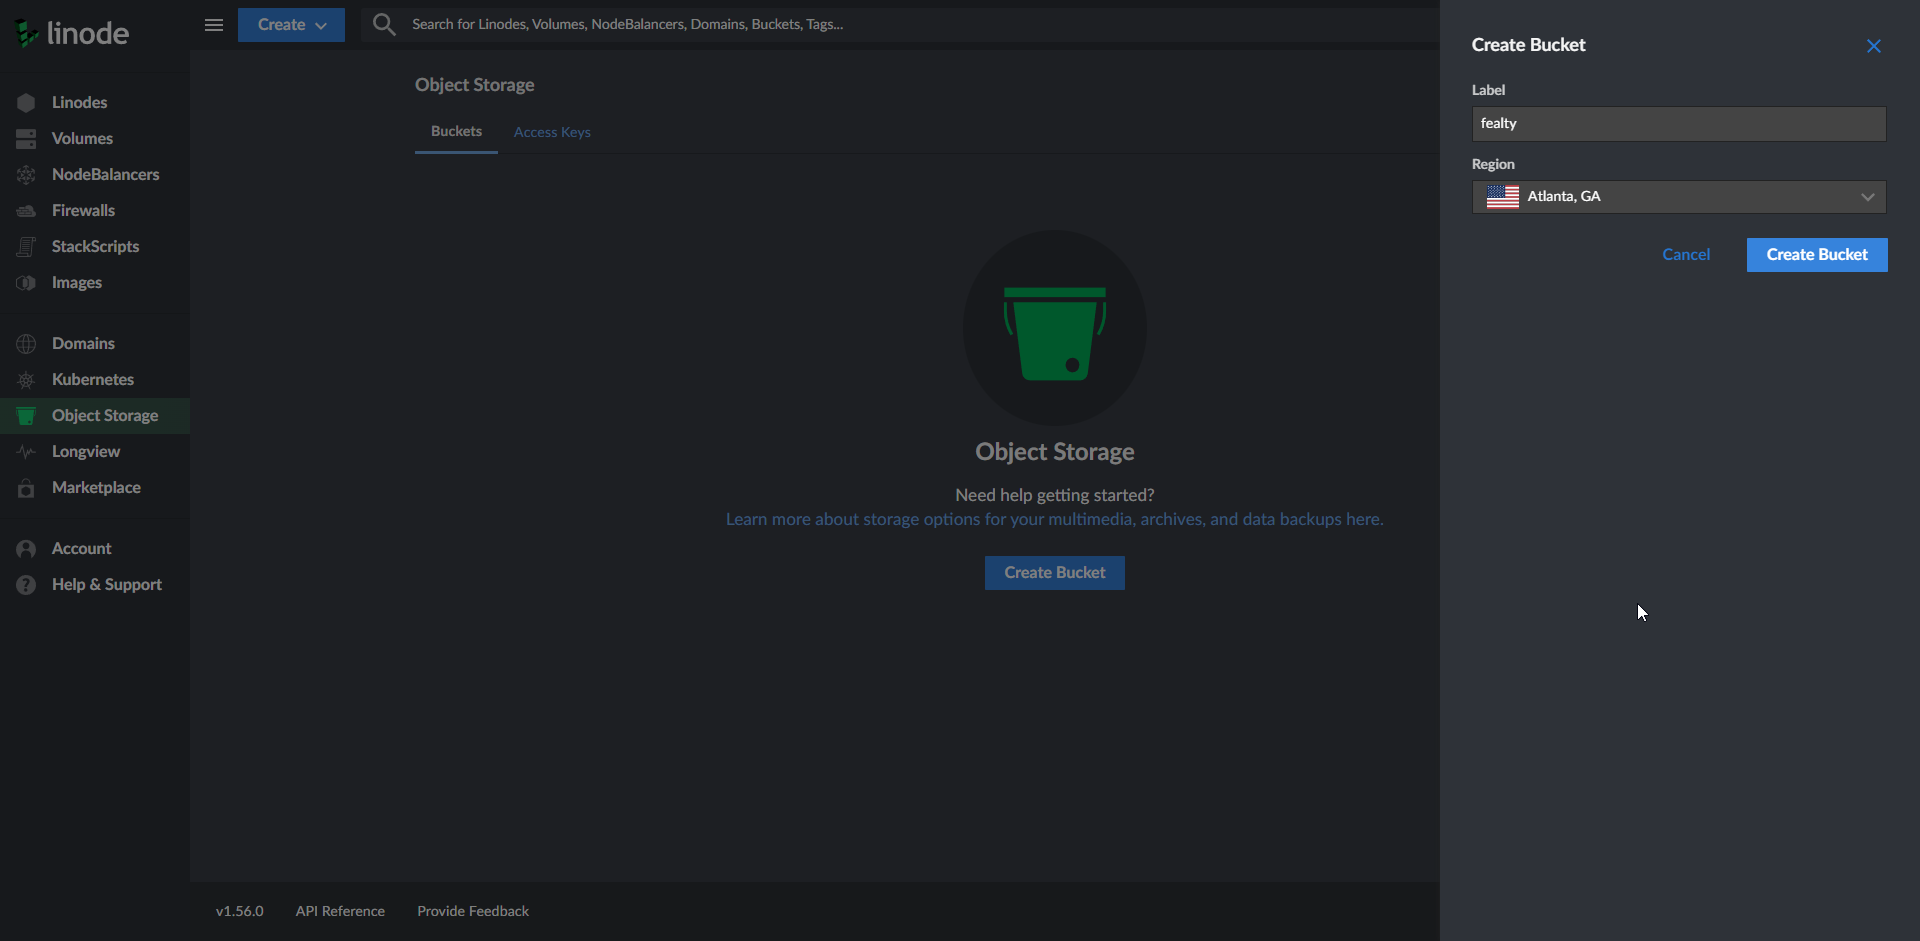 linode
Create
Search for Linodes, Volumes, NodeBalancers, Domains, Buckets, Tags...
Linodes
Volumes
NodeBalancers
Firewalls
StackScripts
Images
Domains
Kubernetes
Object Storage
Longview
Marketplace
Account
Help & Support
Object Storage
Buckets
Access Keys
Object Storage
Need help getting started?
Learn more about storage options for your multimedia, archives, and data backups here.
Create Bucket
v1.56.0
API Reference
Provide Feedback
Create Bucket
Label
fealty
Region
Atlanta, GA
Cancel
Create Bucket